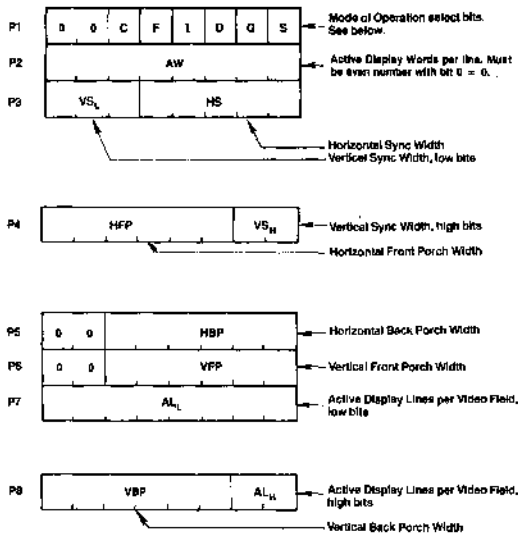 P1 0 0 C F I D G S Mode of Operation select bits.
See below.
P2 AW Active Display Words per line. Must
be even number with bit 0 = 0.
P3 VSL HS
Horizontal Sync Width
Vertical Sync Width, low bits
P4 HFP VSH Vertical Sync Width, high bits
Horizontal Front Porch Width
P5 0 0 HBP Horizontal Back Porch Width
P6 0 0 VFP Vertical Front Porch Width
P7 ALL Active Display Lines per Video Field,
low bits
P8 VBP ALH Active Display Lines per Video Field,
high bits
Vertical Back Porch Width